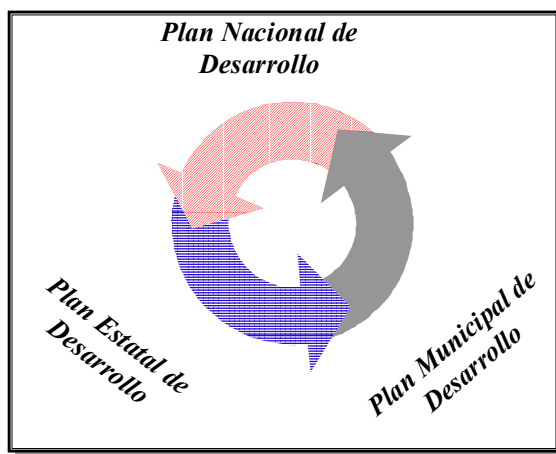 Plan Nacional de
Desarrollo
Plan Estatal de
Desarrollo
Plan Municipal de
Desarrollo